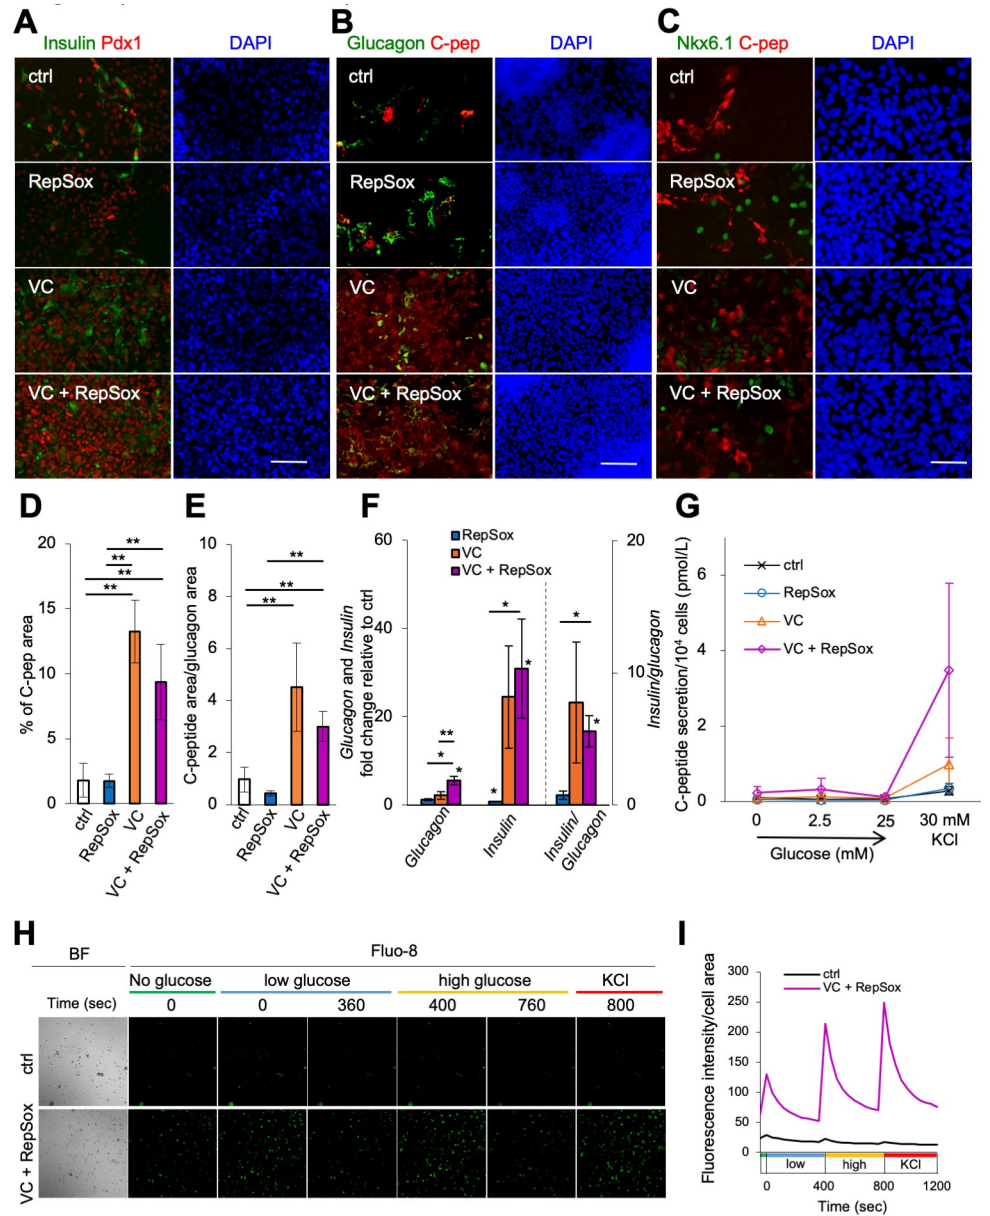 A
B
C
Insulin Pdx1
DAPI
Glucagon C-pep
DAPI
Nkx6.1 C-pep
DAPI
ctrl
ctrl
ctrl
RepSox
RepSox
RepSox
VC
VC
VC
VC + RepSox
VC + RepSox
VC + RepSox
D
% of C-pep area
20
15
10
5
0
**
**
**
**
ctrl
RepSox
VC
VC + RepSox
E
C-peptide area/glucagon area
10
8
6
4
2
0
**
**
**
ctrl
RepSox
VC
VC + RepSox
F
Glucagon and Insulin
fold change relative to ctrl
60
40
20
0
RepSox
VC
VC + RepSox
**
*
*
*
*
*
*
*
Glucagon
Insulin
Insulin/
Glucagon
20
10
0
Insulin/glucagon
G
C-peptide secretion/10⁴ cells (pmol/L)
6
4
2
0
ctrl
RepSox
VC
VC + RepSox
0
2.5
25
30 mM
KCl
Glucose (mM)
H
BF
Fluo-8
No glucose
low glucose
high glucose
KCl
Time (sec)
0
0
360
400
760
800
ctrl
VC + RepSox
I
Fluorescence intensity/cell area
300
250
200
150
100
50
0
ctrl
VC + RepSox
low
high
KCl
0
400
800
1200
Time (sec)